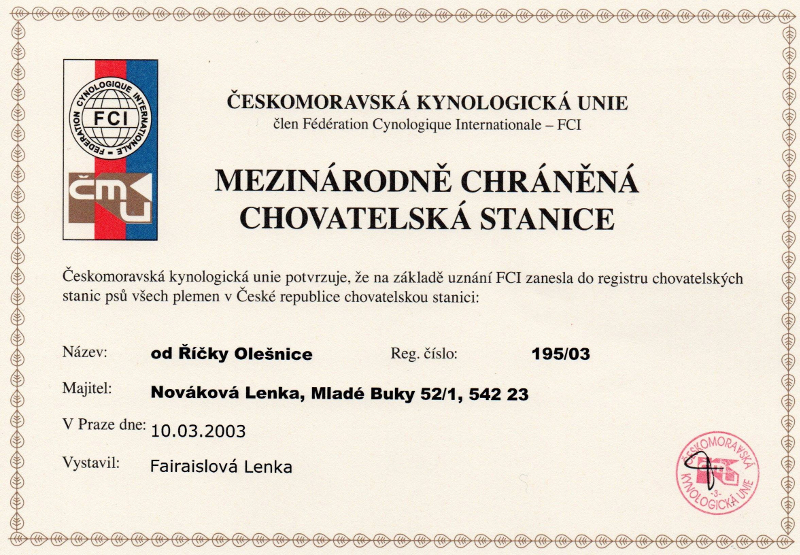 FEDERATION CYNOLOGIQUE INTERNATIONALE
FCI
ČMKU
ČESKOMORAVSKÁ KYNOLOGICKÁ UNIE
člen Fédération Cynologique Internationale – FCI
MEZINÁRODNĚ CHRÁNĚNÁ
CHOVATELSKÁ STANICE
Českomoravská kynologická unie potvrzuje, že na základě uznání FCI zanesla do registru chovatelských
stanic psů všech plemen v České republice chovatelskou stanici:
Název: od Říčky Olešnice Reg. číslo: 195/03
Majitel: Nováková Lenka, Mladé Buky 52/1, 542 23
V Praze dne: 10.03.2003
Vystavil: Fairaislová Lenka
ČESKOMORAVSKÁ
KYNOLOGICKÁ UNIE
-3-